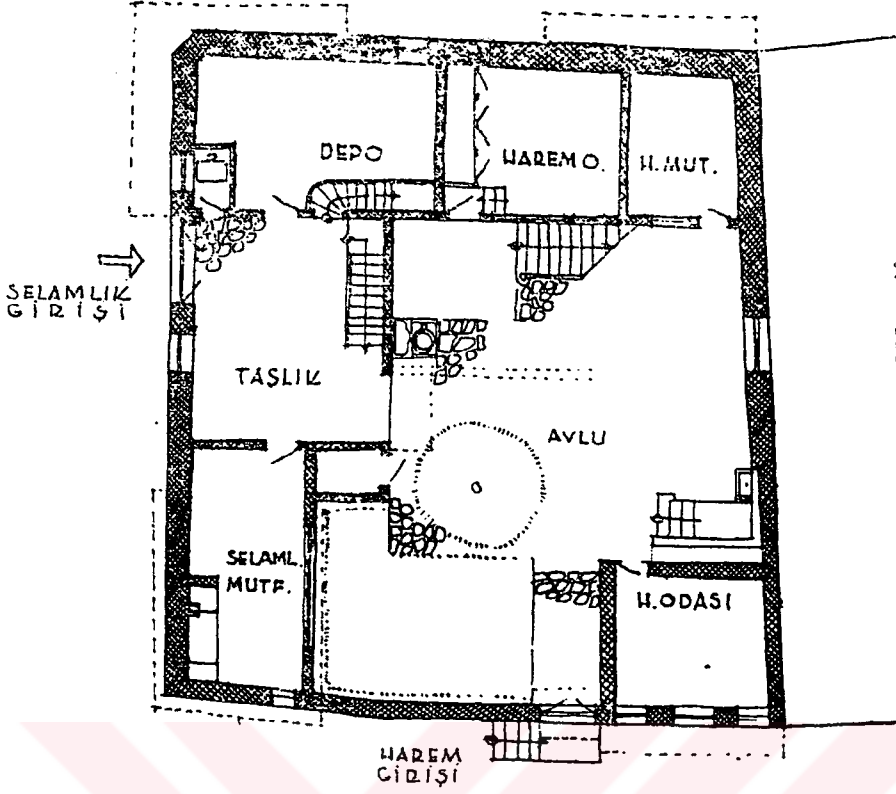 DEPO
HAREM O.
H.MUT.
SELAMLIK
GİRİŞİ
TAŞLIK
AVLU
SELAML.
MUTF.
H.ODASI
HAREM
GİRİŞİ